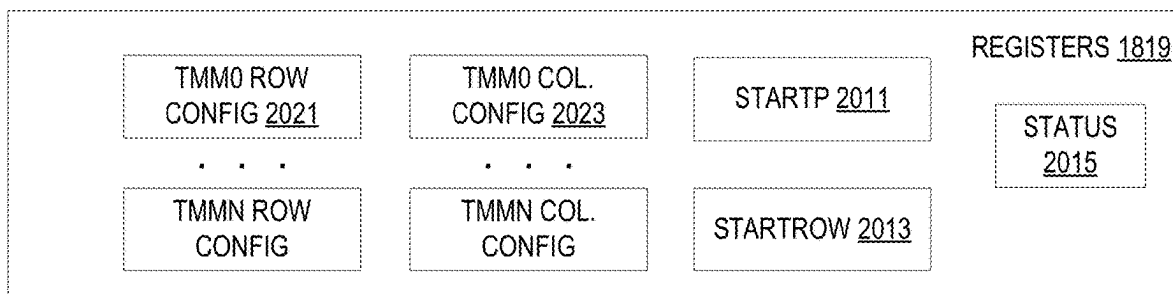 REGISTERS 1819
TMM0 ROW
CONFIG 2021
TMM0 COL.
CONFIG 2023
STARTP 2011
STATUS
2015
. . .
. . .
TMMN ROW
CONFIG
TMMN COL.
CONFIG
STARTROW 2013